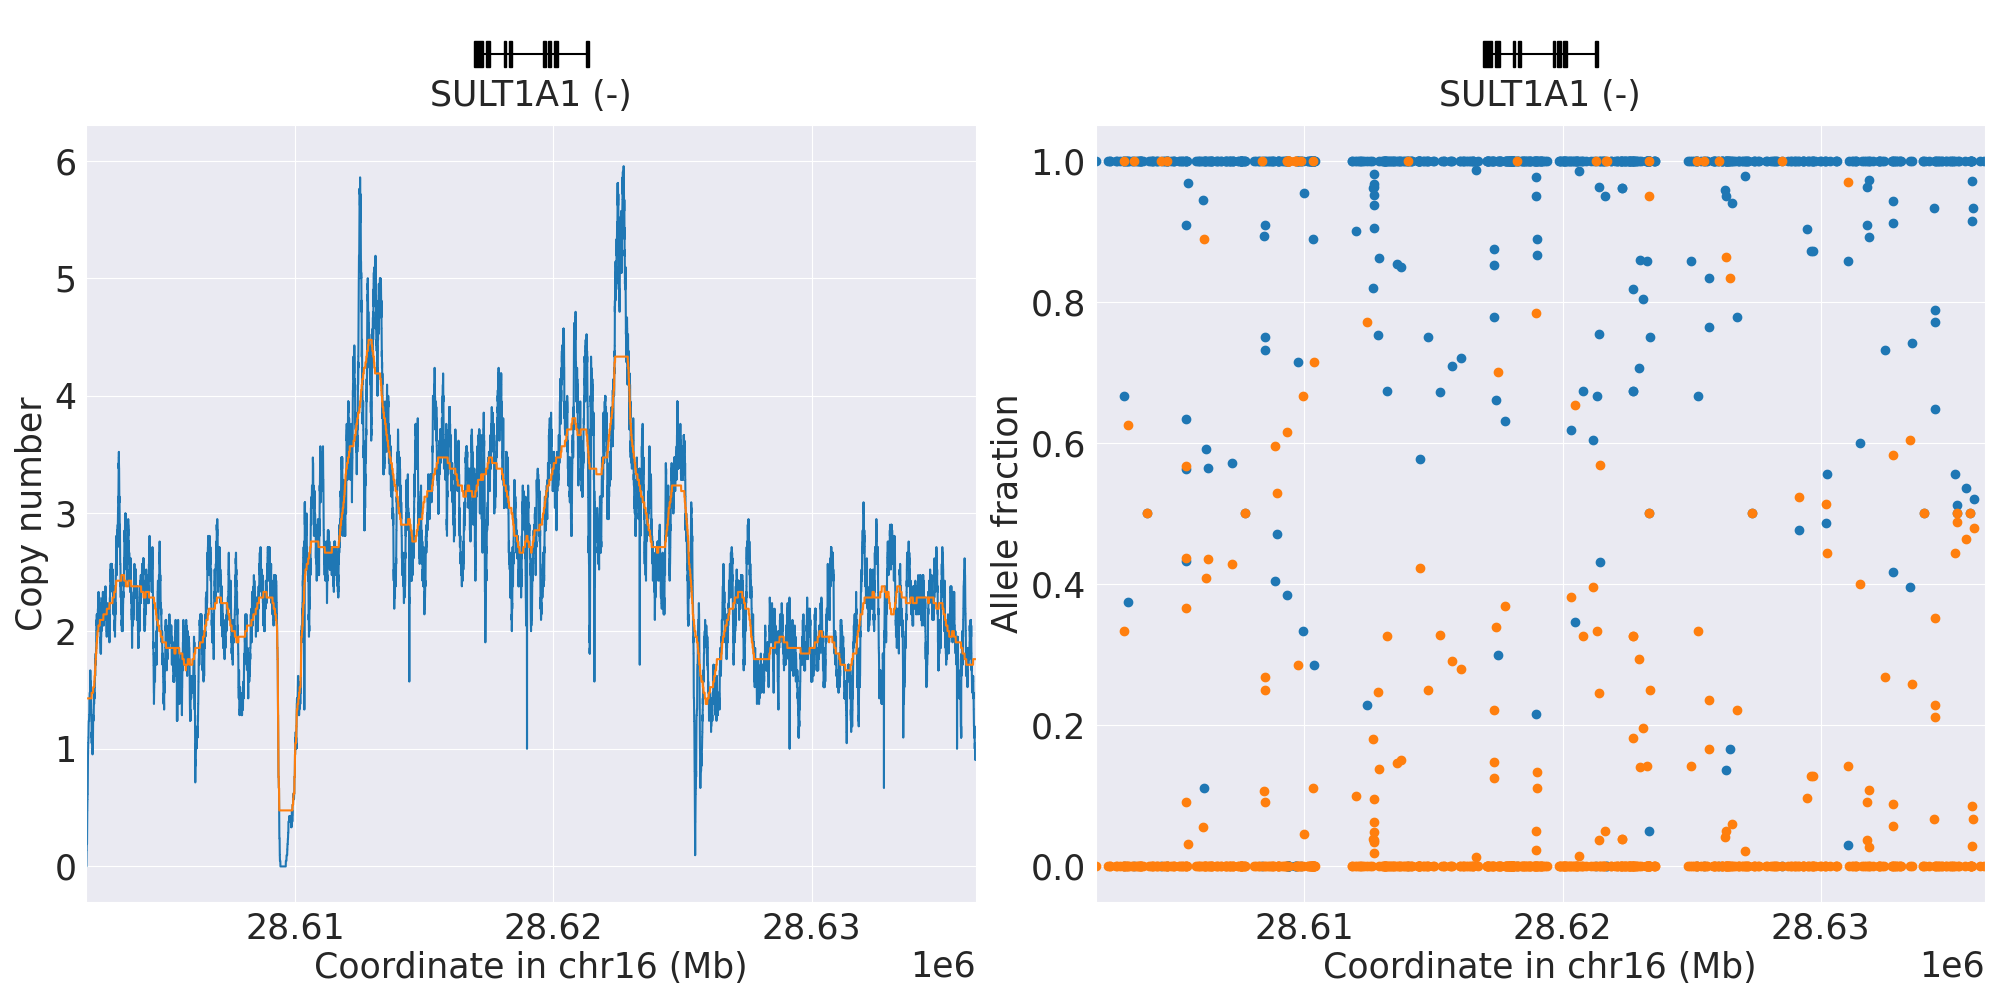 SULT1A1 (-)
6
5
4
3
2
1
0
Copy number
28.61
28.62
28.63
Coordinate in chr16 (Mb)
1e6
SULT1A1 (-)
1.0
0.8
0.6
0.4
0.2
0.0
Allele fraction
28.61
28.62
28.63
Coordinate in chr16 (Mb)
1e6